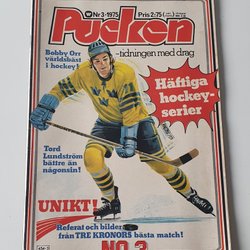 Nr 3-1975 Pris 2:75
Pucken
-tidningen med drag
Bobby Orr
världsbäst
i hockey!
Häftiga
hockey-
serier
Tord
Lundström
bättre än
någonsin!
UNIKT!
Referat och bilder
från TRE KRONORS bästa match!
NO 3